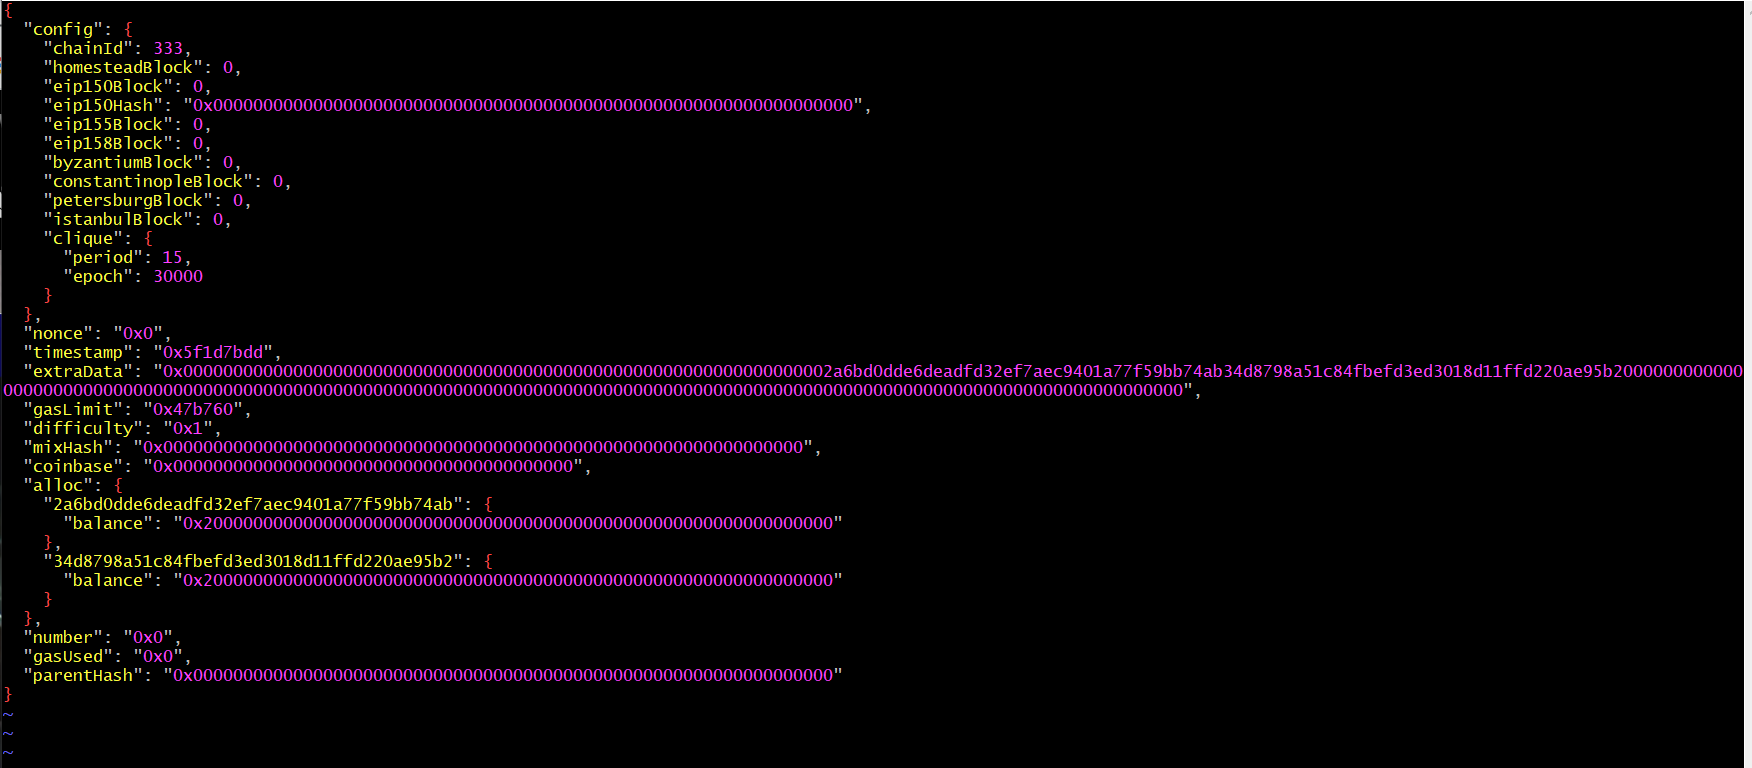 {
"config": {
"chainId": 333,
"homesteadBlock": 0,
"eip150Block": 0,
"eip150Hash": "0x0000000000000000000000000000000000000000000000000000000000000000",
"eip155Block": 0,
"eip158Block": 0,
"byzantiumBlock": 0,
"constantinopleBlock": 0,
"petersburgBlock": 0,
"istanbulBlock": 0,
"clique": {
"period": 15,
"epoch": 30000
}
},
"nonce": "0x0",
"timestamp": "0x5f1d7bdd",
"extraData": "0x00000000000000000000000000000000000000000000000000000000000000002a6bd0dde6deadfd32ef7aec9401a77f59bb74ab34d8798a51c84fbefd3ed3018d11ffd220ae95b2000000000000
0000000000000000000000000000000000000000000000000000000000000000000000000000000000000000000000000000000000000000000000",
"gasLimit": "0x47b760",
"difficulty": "0x1",
"mixHash": "0x0000000000000000000000000000000000000000000000000000000000000000",
"coinbase": "0x0000000000000000000000000000000000000000",
"alloc": {
"2a6bd0dde6deadfd32ef7aec9401a77f59bb74ab": {
"balance": "0x200000000000000000000000000000000000000000000000000000000000000"
},
"34d8798a51c84fbefd3ed3018d11ffd220ae95b2": {
"balance": "0x200000000000000000000000000000000000000000000000000000000000000"
}
},
"number": "0x0",
"gasUsed": "0x0",
"parentHash": "0x0000000000000000000000000000000000000000000000000000000000000000"
}
~
~
~